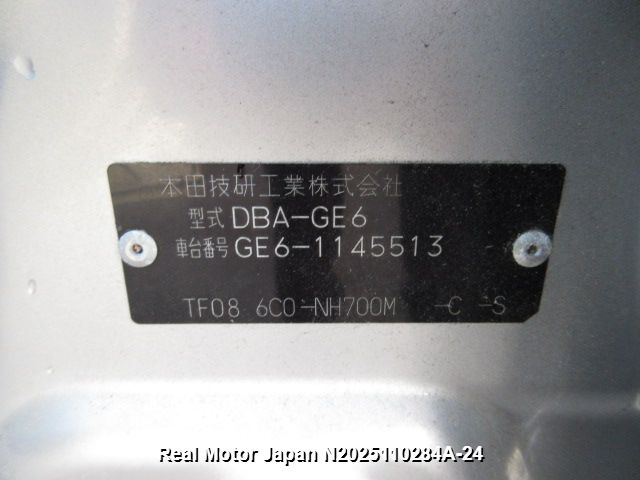 本田技研工業株式会社
型式 DBA-GE6
車台番号 GE6-1145513
TF08 6C0-NH700M -C -S
Real Motor Japan N2025110284A-24